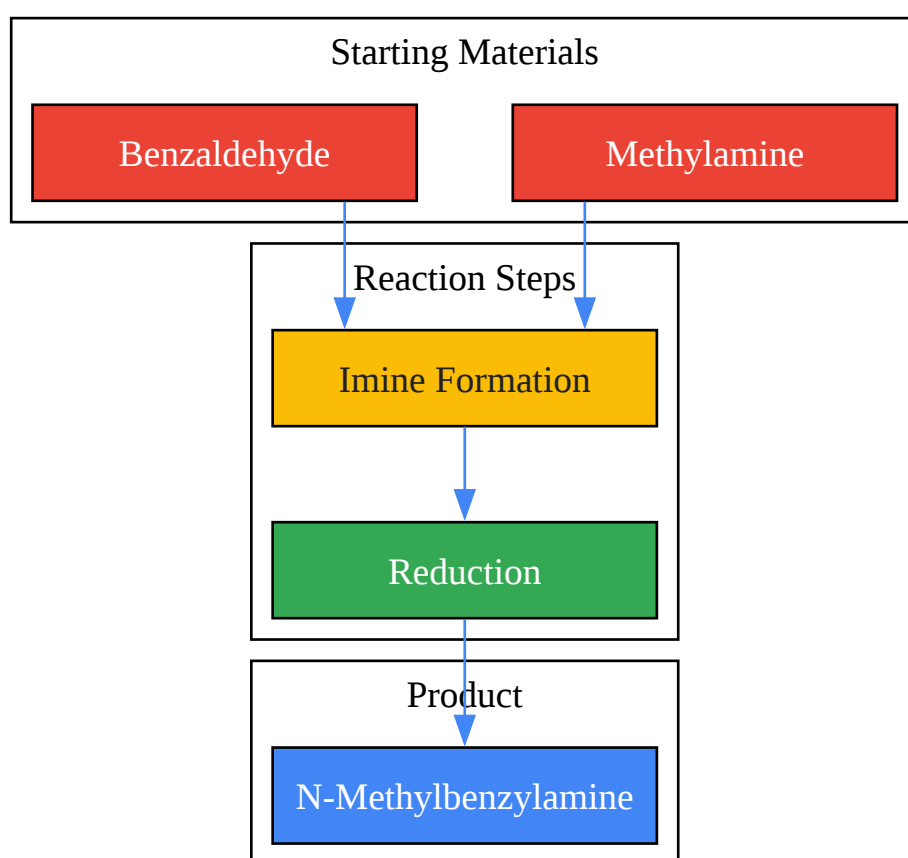 Starting Materials
Benzaldehyde
Methylamine
Reaction Steps
Imine Formation
Reduction
Product
N-Methylbenzylamine